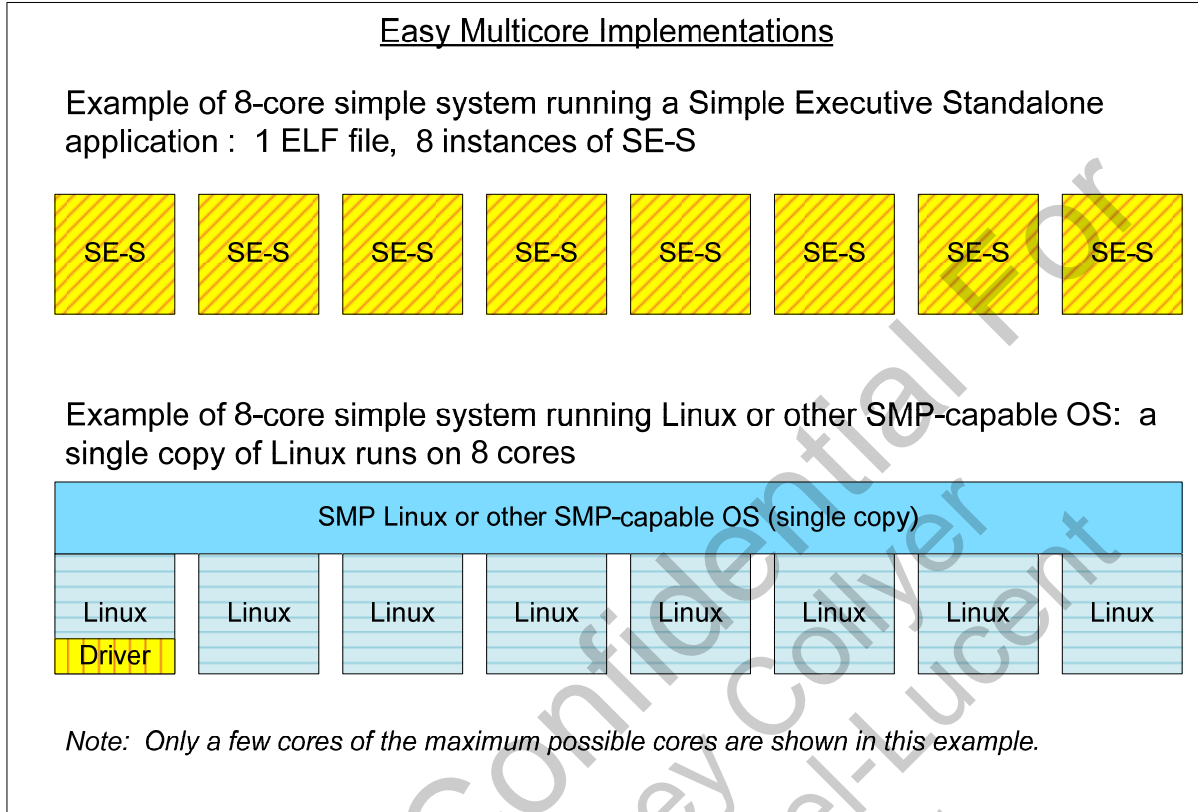 Easy Multicore Implementations
Example of 8-core simple system running a Simple Executive Standalone
application : 1 ELF file, 8 instances of SE-S
SE-S SE-S SE-S SE-S SE-S SE-S SE-S SE-S
Example of 8-core simple system running Linux or other SMP-capable OS: a
single copy of Linux runs on 8 cores
SMP Linux or other SMP-capable OS (single copy)
Linux Linux Linux Linux Linux Linux Linux Linux
Driver
Note: Only a few cores of the maximum possible cores are shown in this example.
Confidential For
Collyer
Lucent